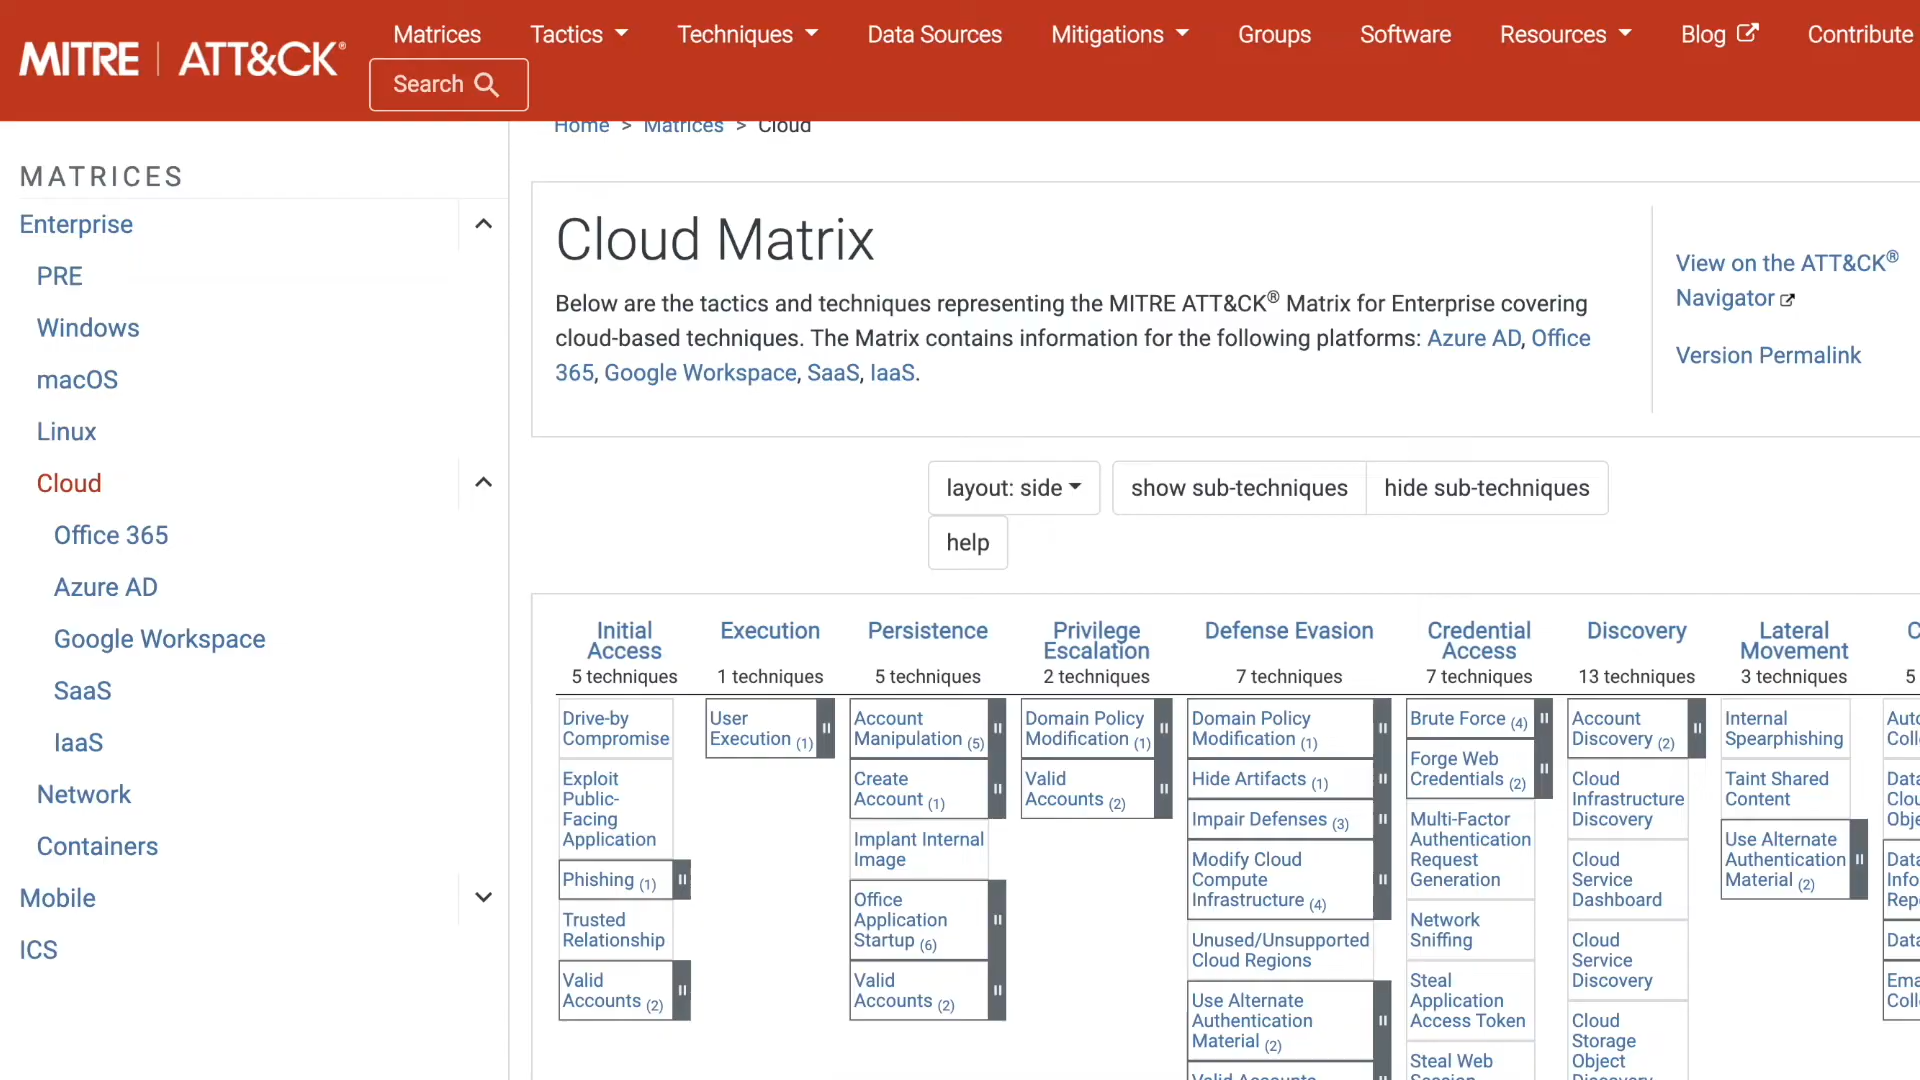 MITRE | ATT&CK®
Matrices
Tactics
Techniques
Data Sources
Mitigations
Groups
Software
Resources
Blog
Contribute
Search
Home > Matrices > Cloud
MATRICES
Enterprise
PRE
Windows
macOS
Linux
Cloud
Office 365
Azure AD
Google Workspace
SaaS
IaaS
Network
Containers
Mobile
ICS
Cloud Matrix
Below are the tactics and techniques representing the MITRE ATT&CK® Matrix for Enterprise covering
cloud-based techniques. The Matrix contains information for the following platforms: Azure AD, Office
365, Google Workspace, SaaS, IaaS.
View on the ATT&CK®
Navigator
Version Permalink
layout: side
show sub-techniques
hide sub-techniques
help
Initial
Access
5 techniques
Drive-by
Compromise
Exploit
Public-
Facing
Application
Phishing (1)
Trusted
Relationship
Valid
Accounts (2)
Execution
1 techniques
User
Execution (1)
Persistence
5 techniques
Account
Manipulation (5)
Create
Account (1)
Implant Internal
Image
Office
Application
Startup (6)
Valid
Accounts (2)
Privilege
Escalation
2 techniques
Domain Policy
Modification (1)
Valid
Accounts (2)
Defense Evasion
7 techniques
Domain Policy
Modification (1)
Hide Artifacts (1)
Impair Defenses (3)
Modify Cloud
Compute
Infrastructure (4)
Unused/Unsupported
Cloud Regions
Use Alternate
Authentication
Material (2)
Valid Accounts
Credential
Access
7 techniques
Brute Force (4)
Forge Web
Credentials (2)
Multi-Factor
Authentication
Request
Generation
Network
Sniffing
Steal
Application
Access Token
Steal Web
Session
Discovery
13 techniques
Account
Discovery (2)
Cloud
Infrastructure
Discovery
Cloud
Service
Dashboard
Cloud
Service
Discovery
Cloud
Storage
Object
Discovery
Lateral
Movement
3 techniques
Internal
Spearphishing
Taint Shared
Content
Use Alternate
Authentication
Material (2)
5